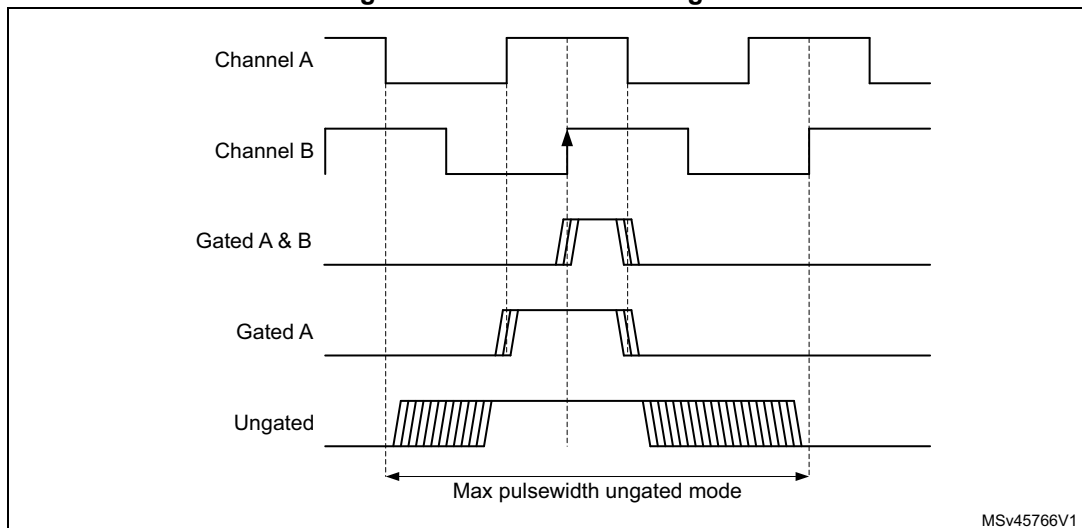 Channel A
Channel B
Gated A & B
Gated A
Ungated
Max pulsewidth ungated mode
MSv45766V1